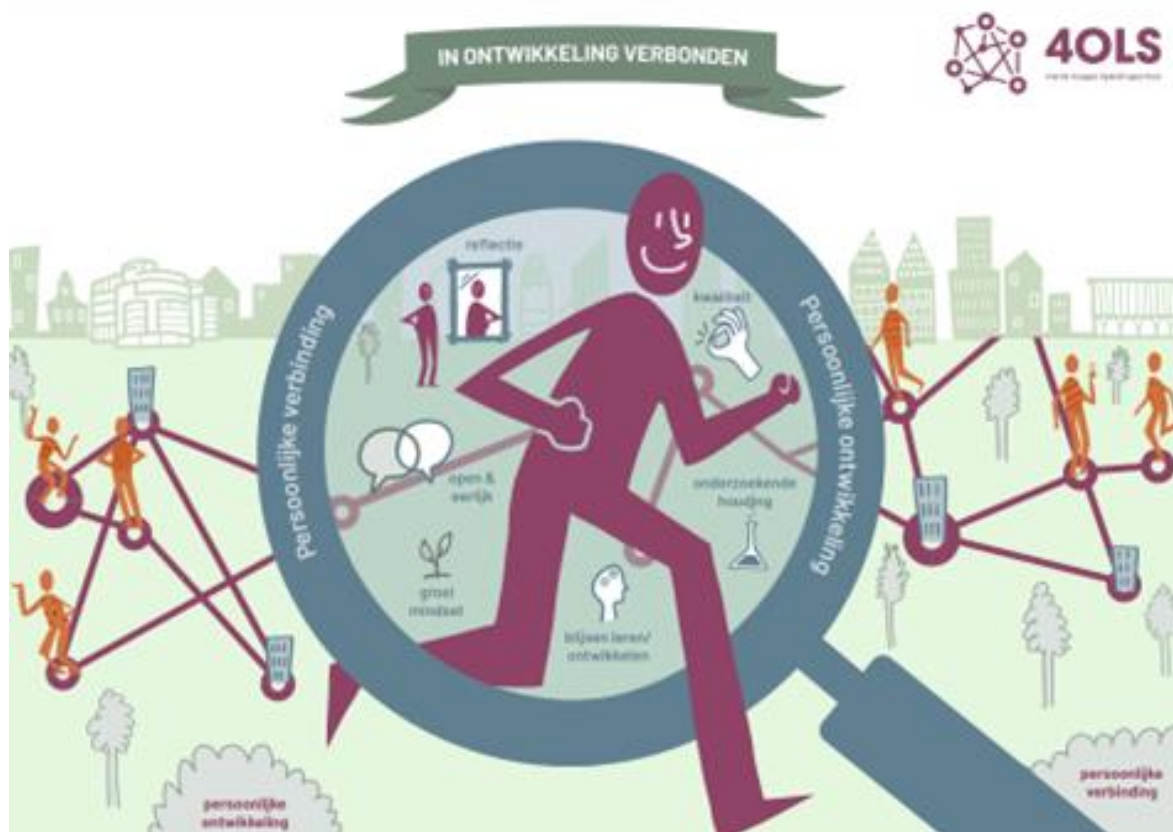 IN ONTWIKKELING VERBONDEN
4OLS
reflectie
kwaliteit
Persoonlijke verbinding
Persoonlijke ontwikkeling
open &
eerlijk
onderzoekende
houding
groei
mindset
blijven leren/
ontwikkelen
persoonlijke
ontwikkeling
persoonlijke
verbinding